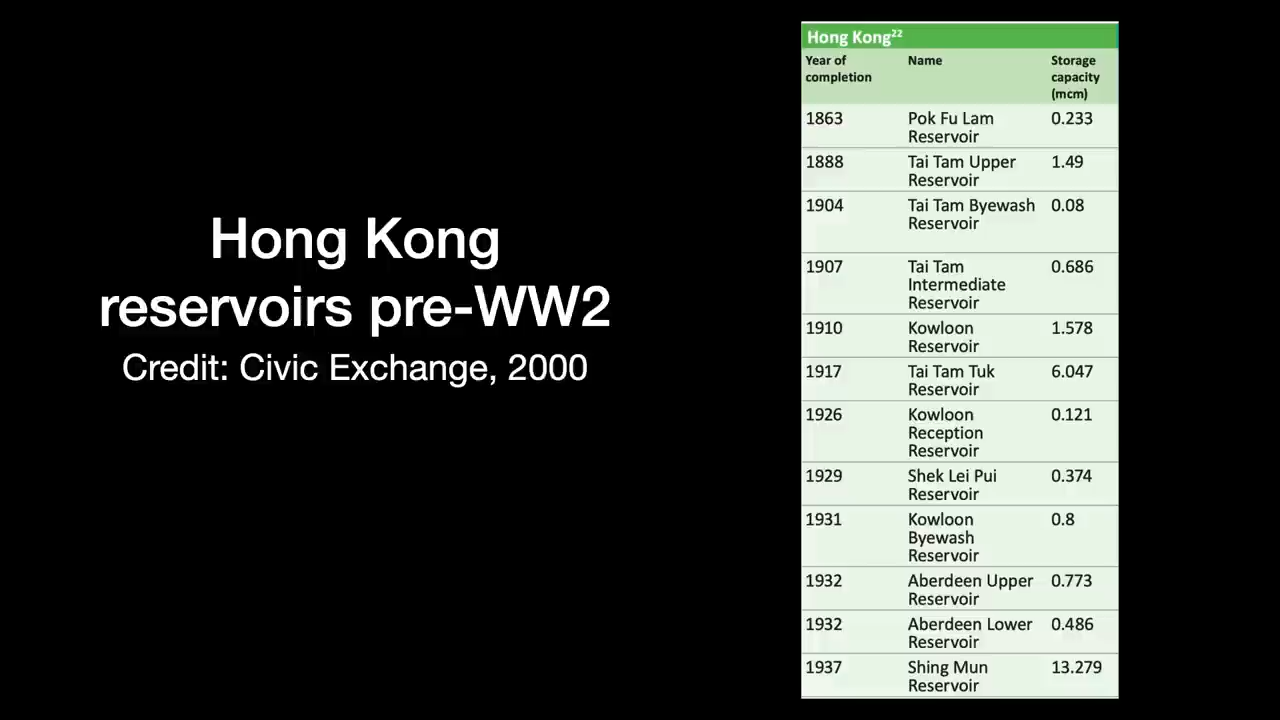 Hong Kong
reservoirs pre-WW2
Credit: Civic Exchange, 2000
Hong Kong²²
Year of completion Name Storage capacity (mcm)
1863 Pok Fu Lam Reservoir 0.233
1888 Tai Tam Upper Reservoir 1.49
1904 Tai Tam Byewash Reservoir 0.08
1907 Tai Tam Intermediate Reservoir 0.686
1910 Kowloon Reservoir 1.578
1917 Tai Tam Tuk Reservoir 6.047
1926 Kowloon Reception Reservoir 0.121
1929 Shek Lei Pui Reservoir 0.374
1931 Kowloon Byewash Reservoir 0.8
1932 Aberdeen Upper Reservoir 0.773
1932 Aberdeen Lower Reservoir 0.486
1937 Shing Mun Reservoir 13.279